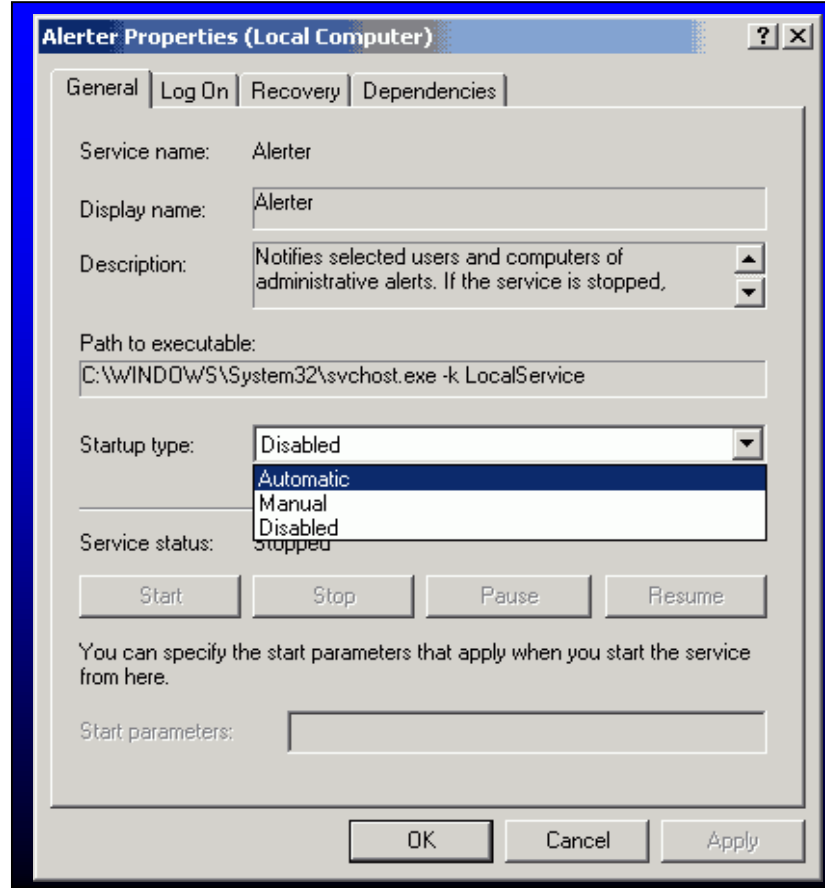 Alerter Properties (Local Computer)
General Log On Recovery Dependencies
Service name: Alerter
Display name: Alerter
Description: Notifies selected users and computers of
administrative alerts. If the service is stopped,
Path to executable:
C:\WINDOWS\System32\svchost.exe -k LocalService
Startup type: Disabled
Automatic
Manual
Disabled
Service status: Stopped
Start Stop Pause Resume
You can specify the start parameters that apply when you start the service
from here.
Start parameters:
OK Cancel Apply